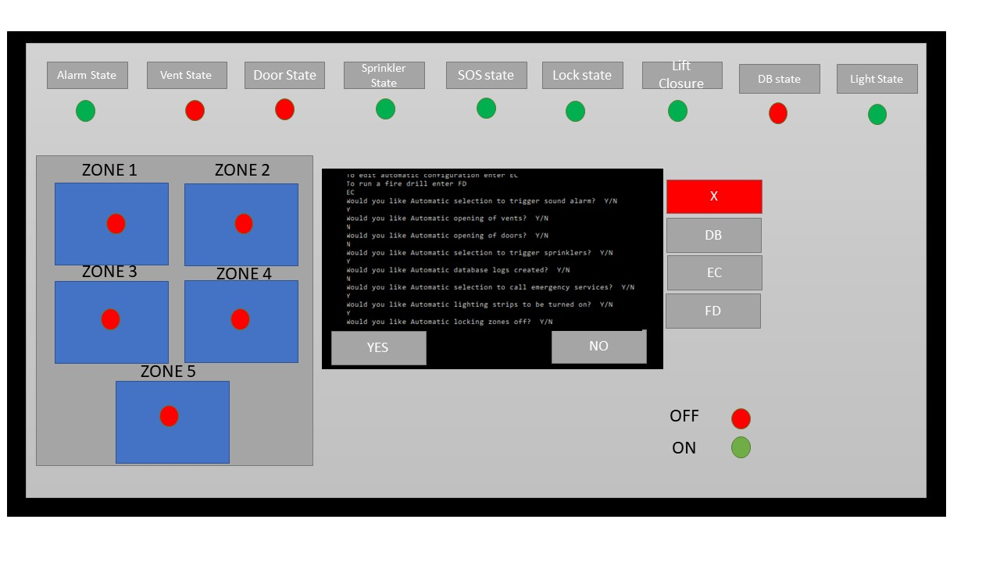 Alarm State
Vent State
Door State
Sprinkler
State
SOS state
Lock state
Lift
Closure
DB state
Light State
ZONE 1
ZONE 2
ZONE 3
ZONE 4
ZONE 5
To edit automatic configuration enter EC
To run a fire drill enter FD
EC
Would you like Automatic selection to trigger sound alarm?  Y/N
Y
Would you like Automatic opening of vents?  Y/N
N
Would you like Automatic opening of doors?  Y/N
N
Would you like Automatic selection to trigger sprinklers?  Y/N
Y
Would you like Automatic database logs created?  Y/N
N
Would you like Automatic selection to call emergency services?  Y/N
Y
Would you like Automatic lighting strips to be turned on?  Y/N
Y
Would you like Automatic locking zones off?  Y/N
YES
NO
X
DB
EC
FD
OFF
ON